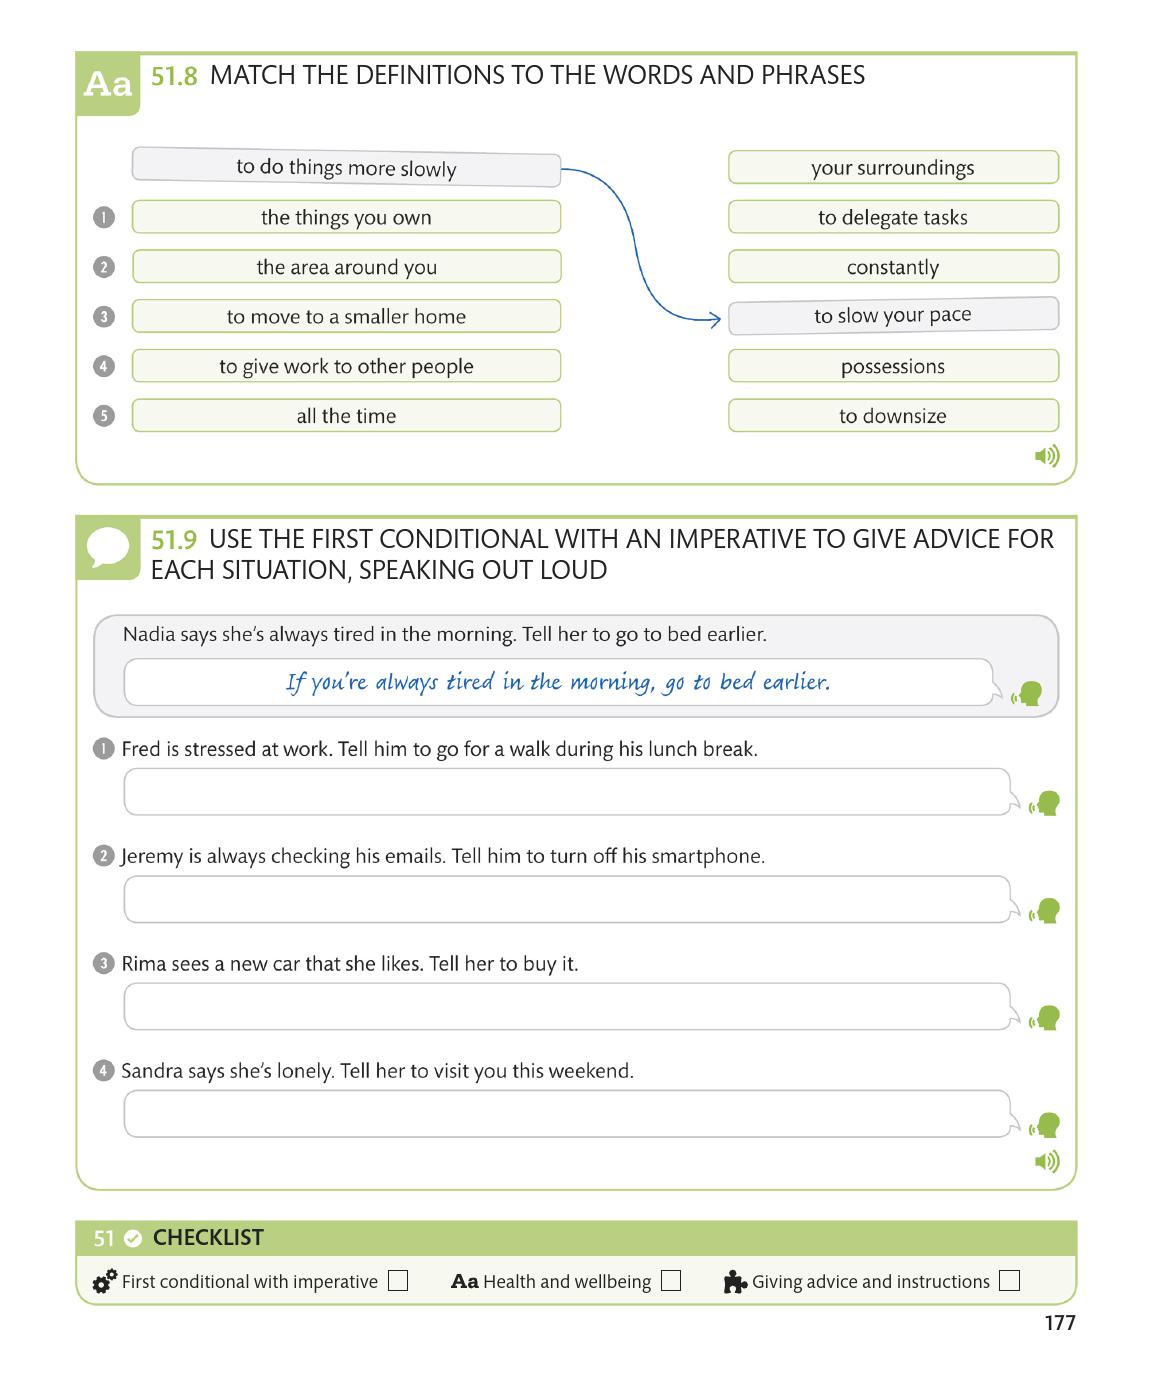 Aa 51.8 MATCH THE DEFINITIONS TO THE WORDS AND PHRASES
to do things more slowly
your surroundings
1 the things you own
to delegate tasks
2 the area around you
constantly
3 to move to a smaller home
to slow your pace
4 to give work to other people
possessions
5 all the time
to downsize
51.9 USE THE FIRST CONDITIONAL WITH AN IMPERATIVE TO GIVE ADVICE FOR
EACH SITUATION, SPEAKING OUT LOUD
Nadia says she's always tired in the morning. Tell her to go to bed earlier.
If you're always tired in the morning, go to bed earlier.
1 Fred is stressed at work. Tell him to go for a walk during his lunch break.
2 Jeremy is always checking his emails. Tell him to turn off his smartphone.
3 Rima sees a new car that she likes. Tell her to buy it.
4 Sandra says she's lonely. Tell her to visit you this weekend.
51 CHECKLIST
First conditional with imperative Aa Health and wellbeing Giving advice and instructions
177